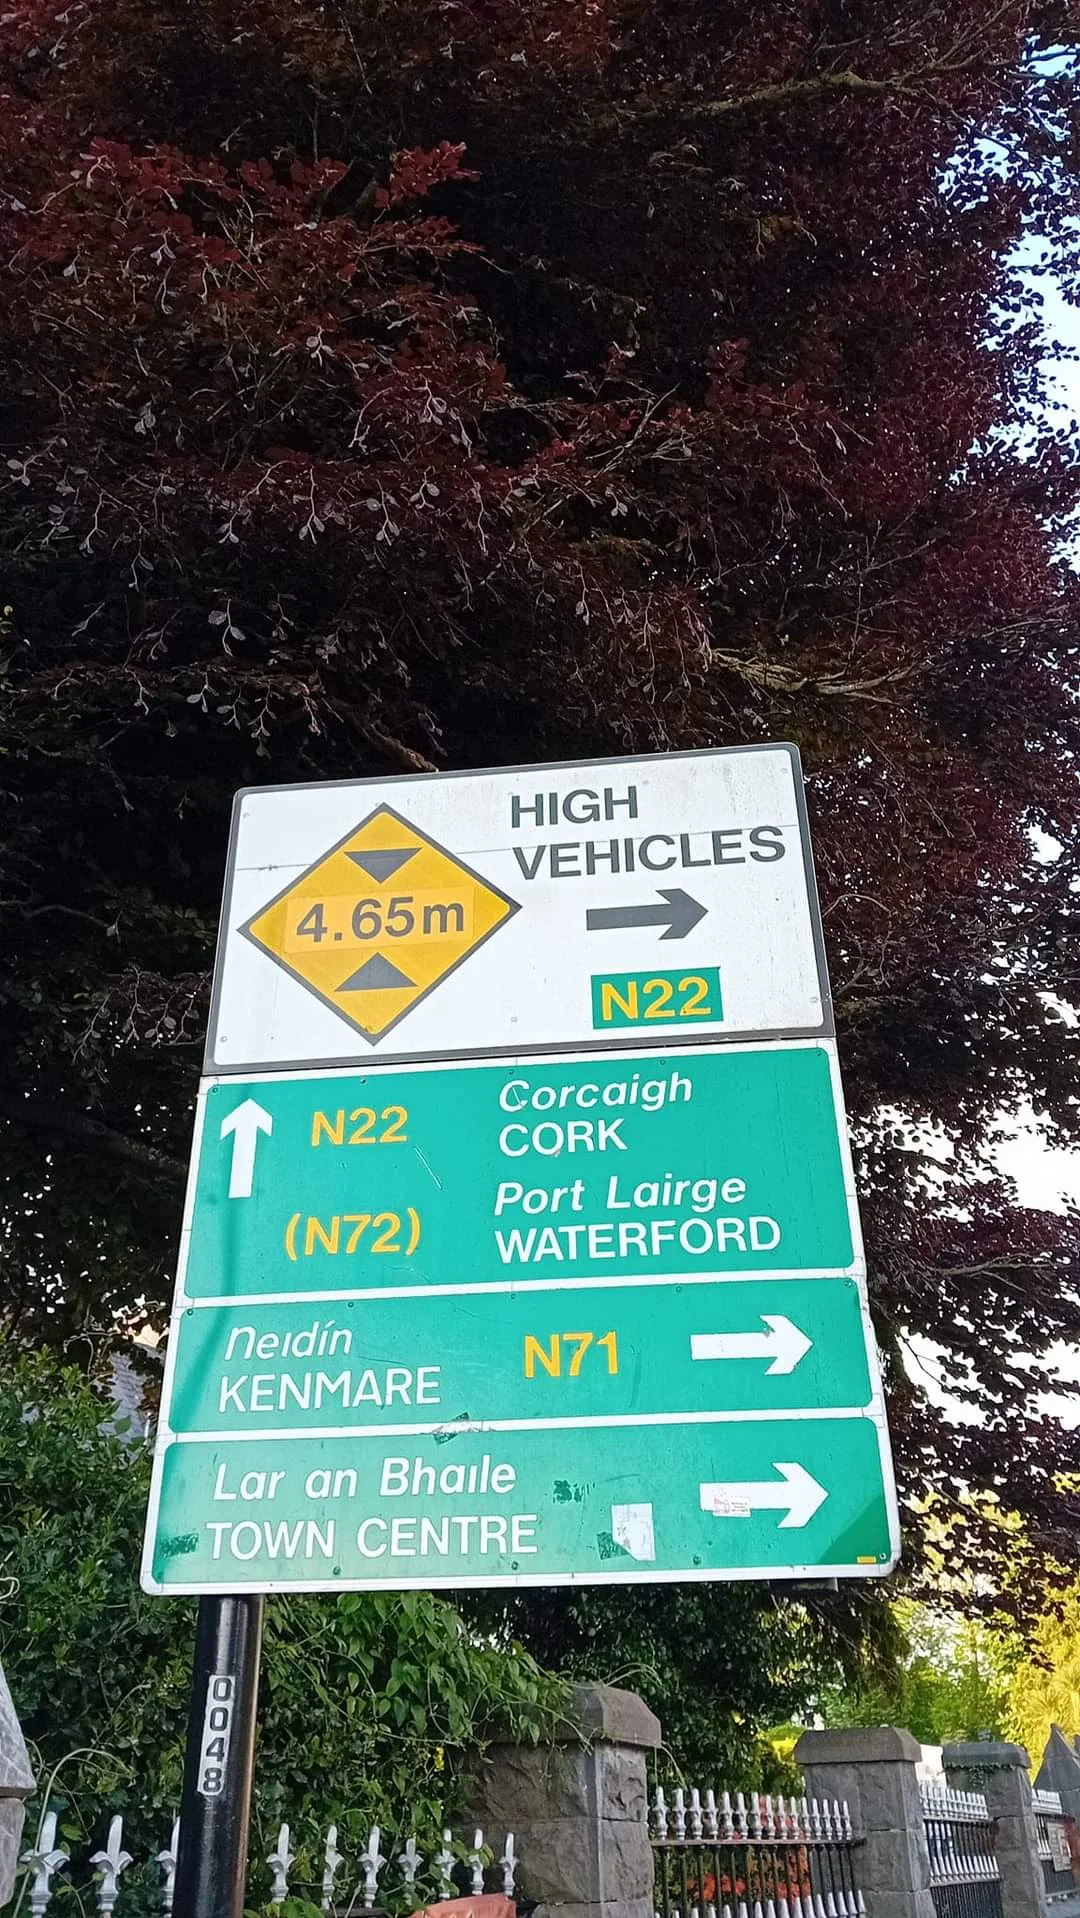 HIGH
VEHICLES
4.65m
N22
N22
Corcaigh
CORK
(N72)
Port Lairge
WATERFORD
Neidín
KENMARE
N71
Lar an Bhaile
TOWN CENTRE
0048